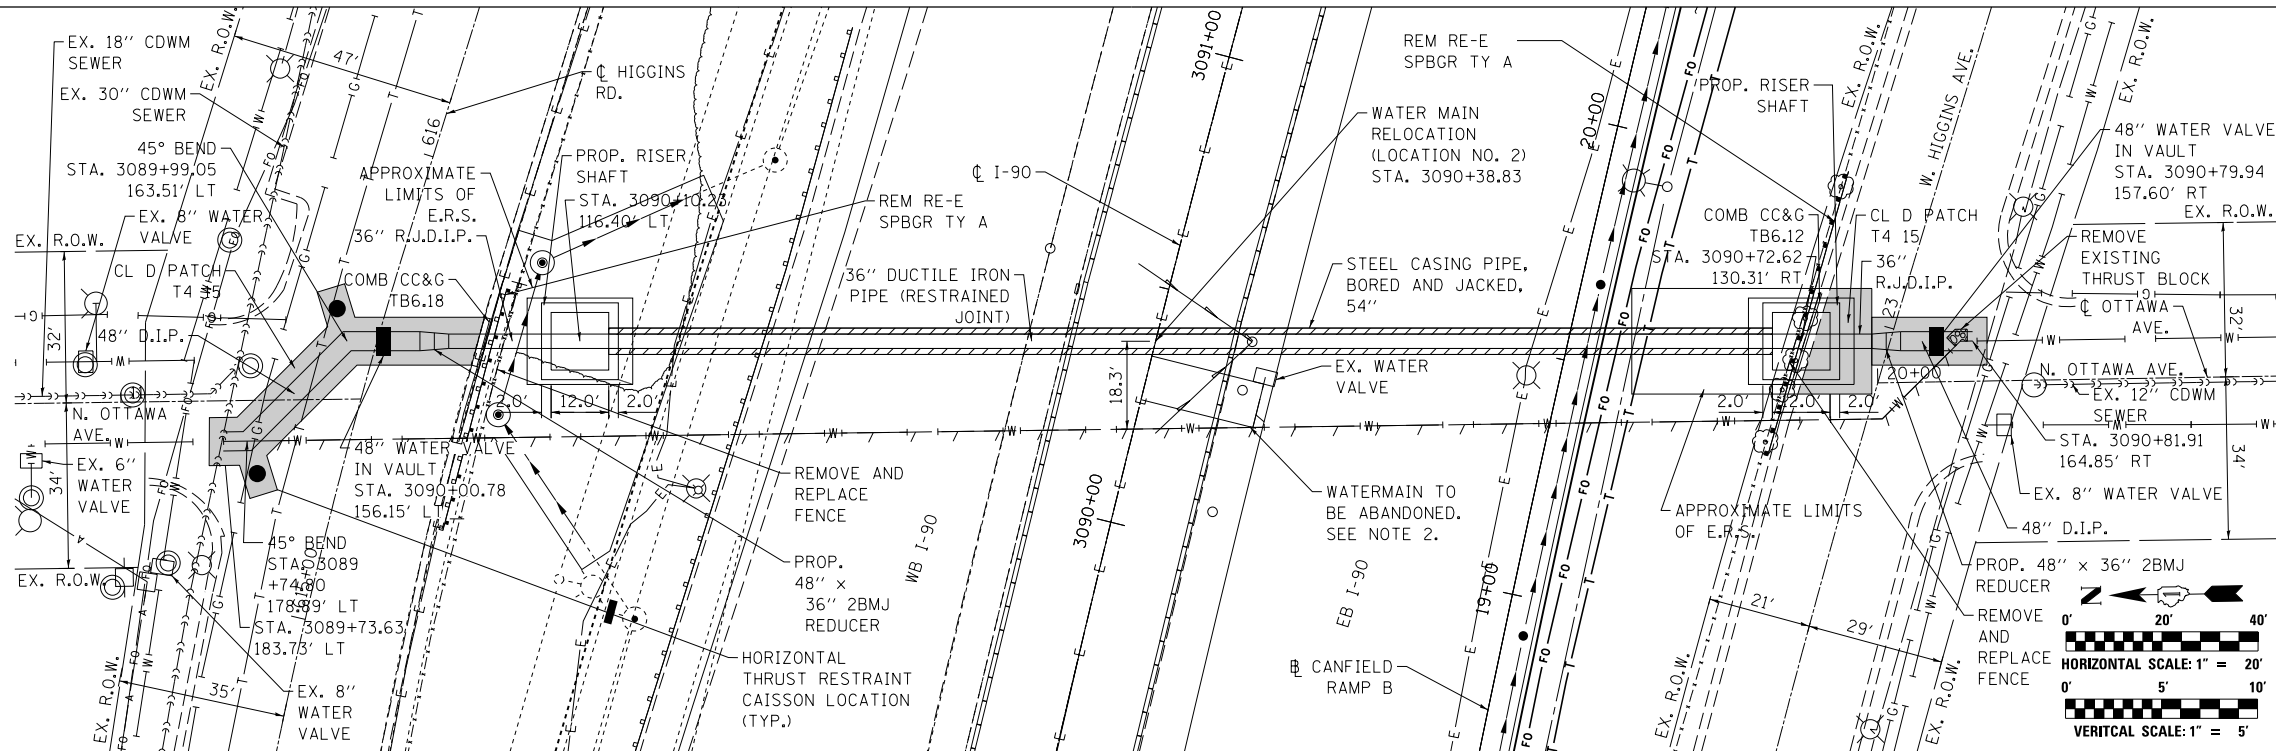 EX. 18" CDWM
SEWER
EX. 30" CDWM
SEWER
45° BEND
STA. 3089+99.05
163.51' LT
EX. 8" WATER
VALVE
EX. R.O.W.
CL D PATCH
T4 15
48" D.I.P.
32'
N. OTTAWA
AVE.
EX. 6"
WATER
VALVE
34'
EX. R.O.W.
EX. R.O.W.
35'
EX. R.O.W.
47'
616
℄ HIGGINS
RD.
APPROXIMATE
LIMITS OF
E.R.S.
36" R.J.D.I.P.
COMB CC&G
TB6.18
PROP. RISER
SHAFT
STA. 3090+10.23
116.40' LT
REM RE-E
SPBGR TY A
2.0'
12.0'
2.0'
48" WATER VALVE
IN VAULT
STA. 3090+00.78
156.15' LT
45° BEND
STA. 3089
+74.80
178.89' LT
STA. 3089+73.63
183.73' LT
EX. 8"
WATER
VALVE
REMOVE AND
REPLACE
FENCE
PROP.
48" x
36" 2BMJ
REDUCER
HORIZONTAL
THRUST RESTRAINT
CAISSON LOCATION
(TYP.)
WB I-90
℄ I-90
36" DUCTILE IRON
PIPE (RESTRAINED
JOINT)
3091+00
3090+00
18.3'
WATER MAIN
RELOCATION
(LOCATION NO. 2)
STA. 3090+38.83
STEEL CASING PIPE,
BORED AND JACKED,
54"
EX. WATER
VALVE
WATERMAIN TO
BE ABANDONED.
SEE NOTE 2.
EB I-90
BL CANFIELD
RAMP B
20+00
19+00
REM RE-E
SPBGR TY A
PROP. RISER
SHAFT
COMB CC&G
TB6.12
STA. 3090+72.62
130.31' RT
CL D PATCH
T4 15
36"
R.J.D.I.P.
23
EX. R.O.W.
W. HIGGINS AVE.
EX. R.O.W.
48" WATER VALVE
IN VAULT
STA. 3090+79.94
157.60' RT
EX. R.O.W.
REMOVE
EXISTING
THRUST BLOCK
℄ OTTAWA
AVE.
32'
20+00
N. OTTAWA AVE.
EX. 12" CDWM
SEWER
STA. 3090+81.91
164.85' RT
34'
2.0'
12.0'
2.0'
EX. 8" WATER VALVE
APPROXIMATE LIMITS
OF E.R.S.
48" D.I.P.
PROP. 48" x 36" 2BMJ
REDUCER
REMOVE
AND
REPLACE
FENCE
21'
29'
EX. R.O.W.
EX. R.O.W.
N
0' 20' 40'
HORIZONTAL SCALE: 1" = 20'
0' 5' 10'
VERITCAL SCALE: 1" = 5'